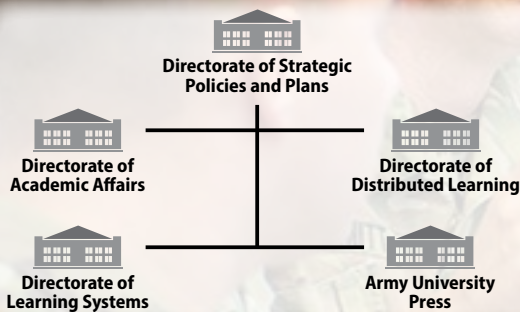 Directorate of Strategic
Policies and Plans
Directorate of
Academic Affairs
Directorate of
Distributed Learning
Directorate of
Learning Systems
Army University
Press